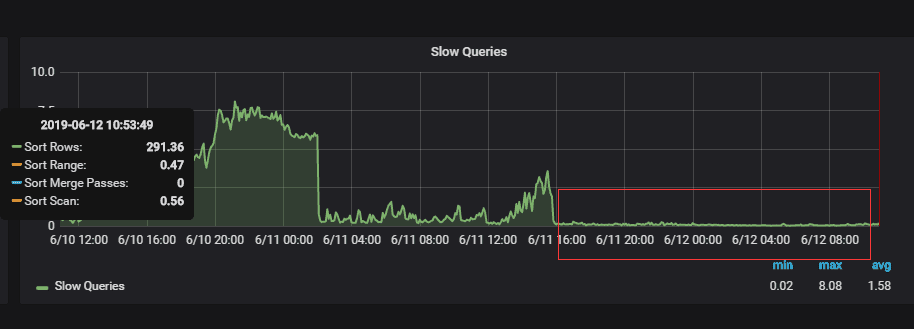 Slow Queries
10.0
2019-06-12 10:53:49
Sort Rows: 291.36
Sort Range: 0.47
Sort Merge Passes: 0
Sort Scan: 0.56
0
6/10 12:00 6/10 16:00 6/10 20:00 6/11 00:00 6/11 04:00 6/11 08:00 6/11 12:00 6/11 16:00 6/11 20:00 6/12 00:00 6/12 04:00 6/12 08:00
min max avg
Slow Queries 0.02 8.08 1.58